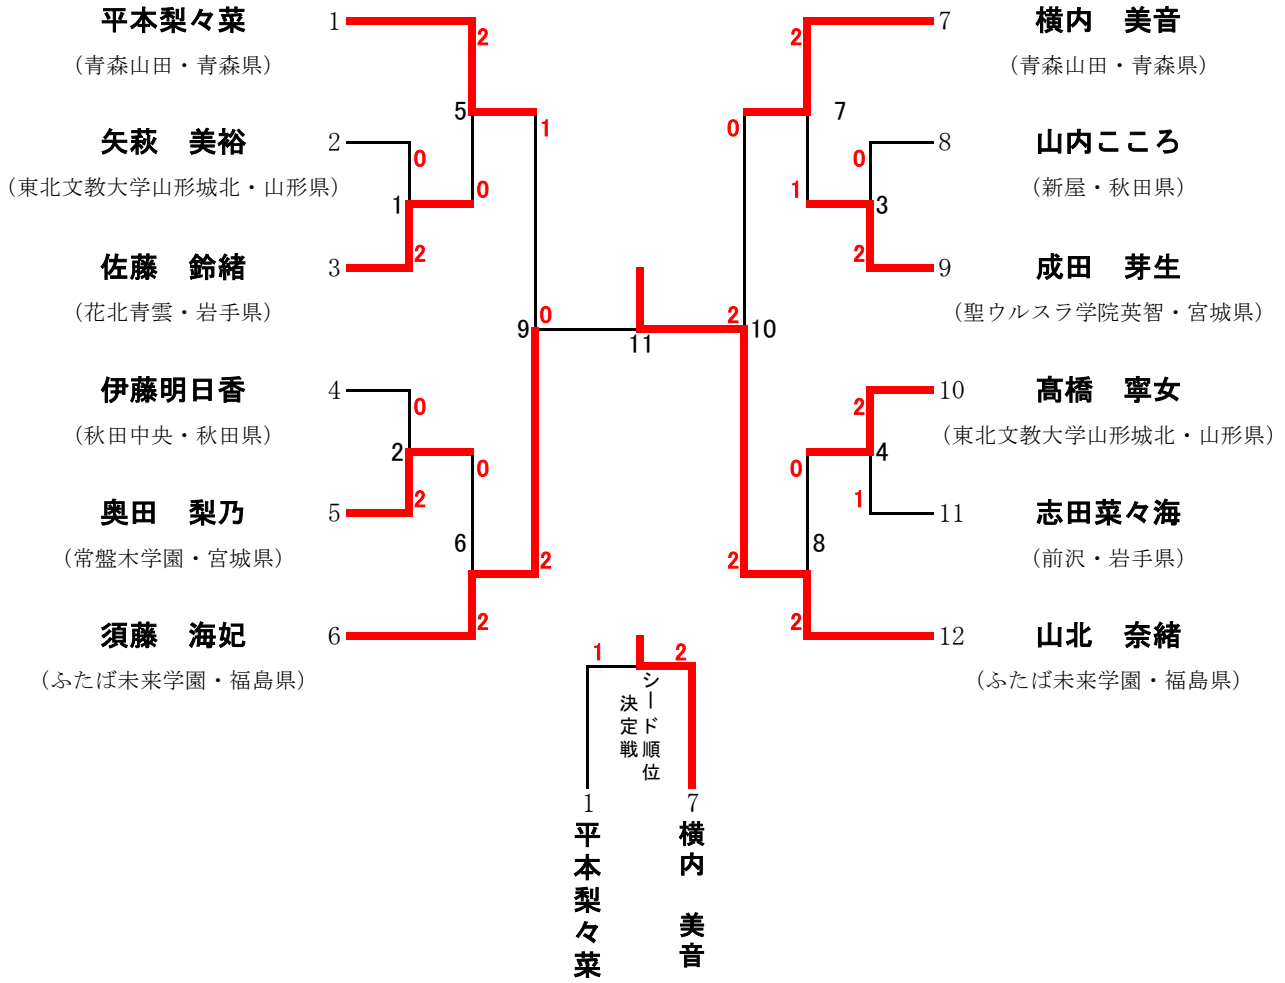 平本梨々菜 1
（青森山田・青森県）
矢萩　美裕 2
（東北文教大学山形城北・山形県）
佐藤　鈴緒 3
（花北青雲・岩手県）
伊藤明日香 4
（秋田中央・秋田県）
奥田　梨乃 5
（常盤木学園・宮城県）
須藤　海妃 6
（ふたば未来学園・福島県）
2
5
1
0
1
0
2
0
9
0
2
0
2
6
2
2
11
7 横内　美音
（青森山田・青森県）
8 山内こころ
（新屋・秋田県）
9 成田　芽生
（聖ウルスラ学院英智・宮城県）
10 髙橋　寧女
（東北文教大学山形城北・山形県）
11 志田菜々海
（前沢・岩手県）
12 山北　奈緒
（ふたば未来学園・福島県）
2
7
0
0
1
3
2
2
10
2
0
4
1
8
2
2
1 2
シード順位
決定戦
1
平本梨々菜
7
横内　美音